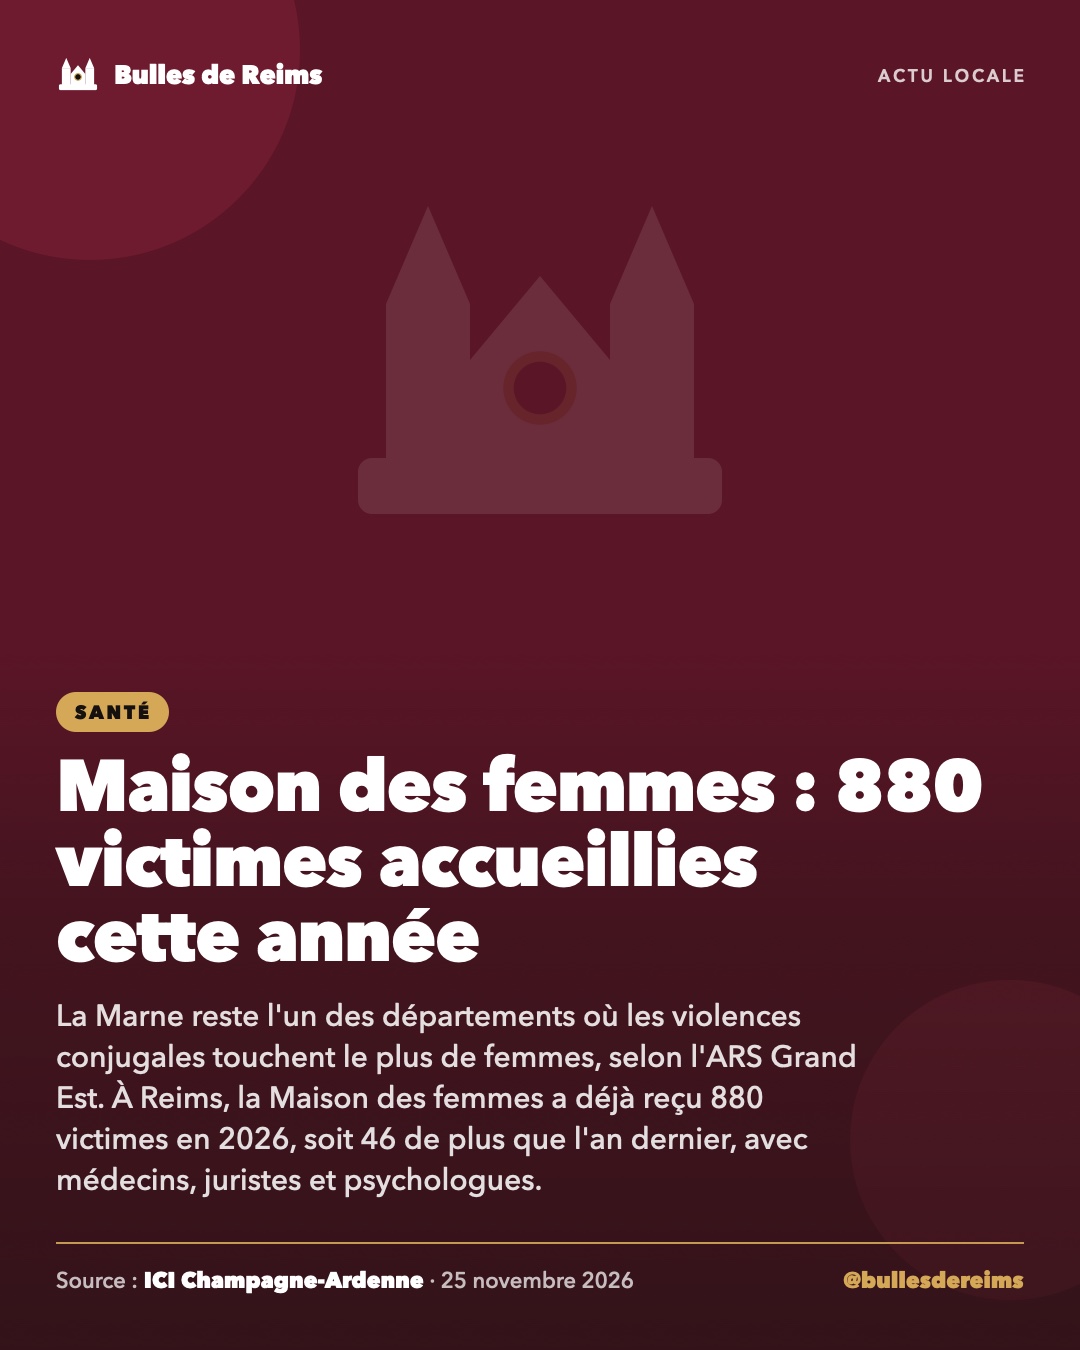 Bulles de Reims
ACTU LOCALE
SANTÉ
Maison des femmes : 880
victimes accueillies
cette année
La Marne reste l'un des départements où les violences
conjugales touchent le plus de femmes, selon l'ARS Grand
Est. À Reims, la Maison des femmes a déjà reçu 880
victimes en 2026, soit 46 de plus que l'an dernier, avec
médecins, juristes et psychologues.
Source : ICI Champagne-Ardenne · 25 novembre 2026
@bullesdereims